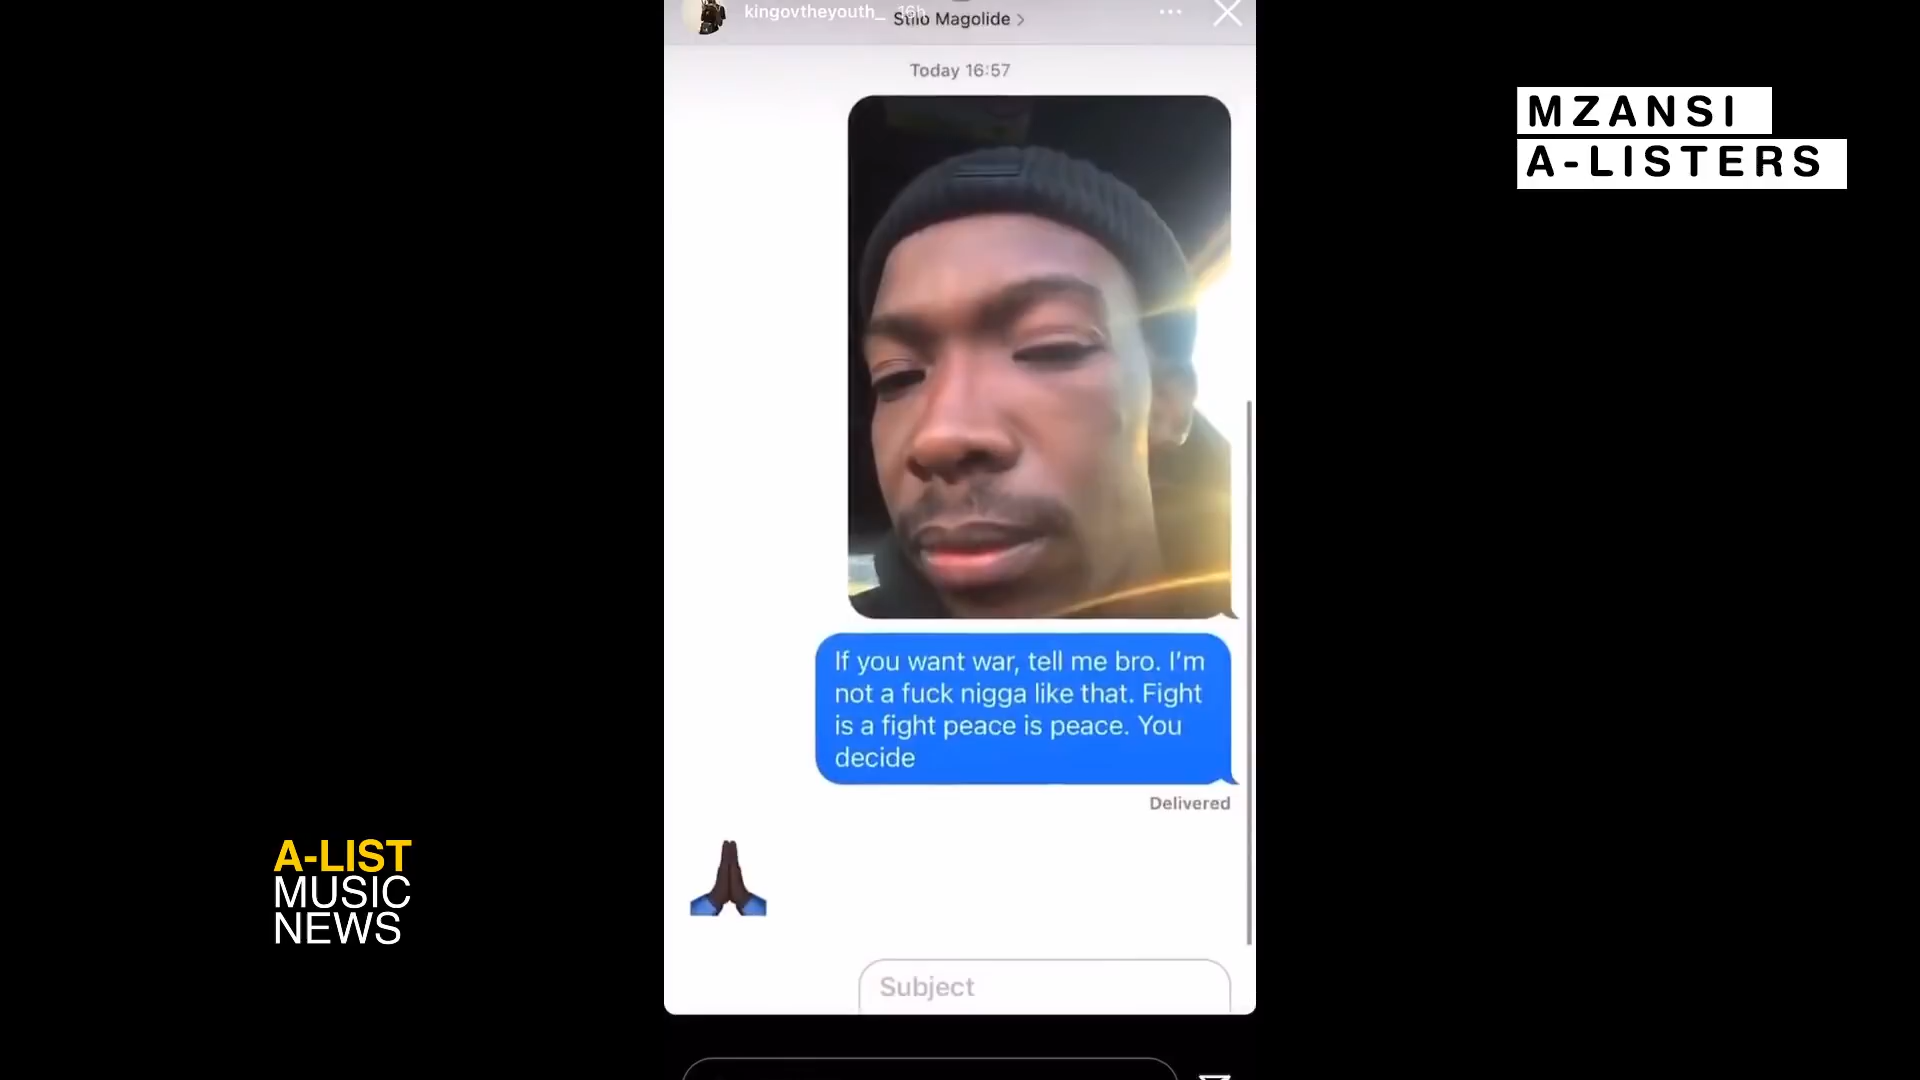 kingovtheyouth_ 16h
Stilo Magolide >
Today 16:57
MZANSI
A-LISTERS
If you want war, tell me bro. I'm
not a fuck nigga like that. Fight
is a fight peace is peace. You
decide
Delivered
A-LIST
MUSIC
NEWS
Subject